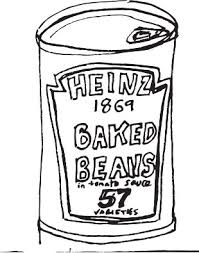 HEINZ
1869
BAKED
BEANS
in tomato sauce
57
VARIETIES